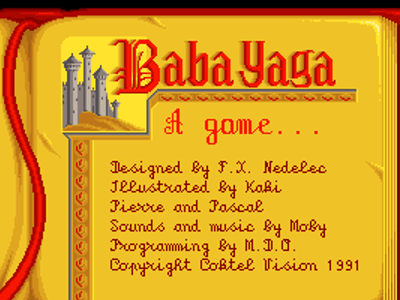 Baba Yaga
A game...
Designed by F.X. Nedelec
Illustrated by Kaki
Pierre and Pascal
Sounds and music by Moby
Programming by M.D.O.
Copyright Coktel Vision 1991